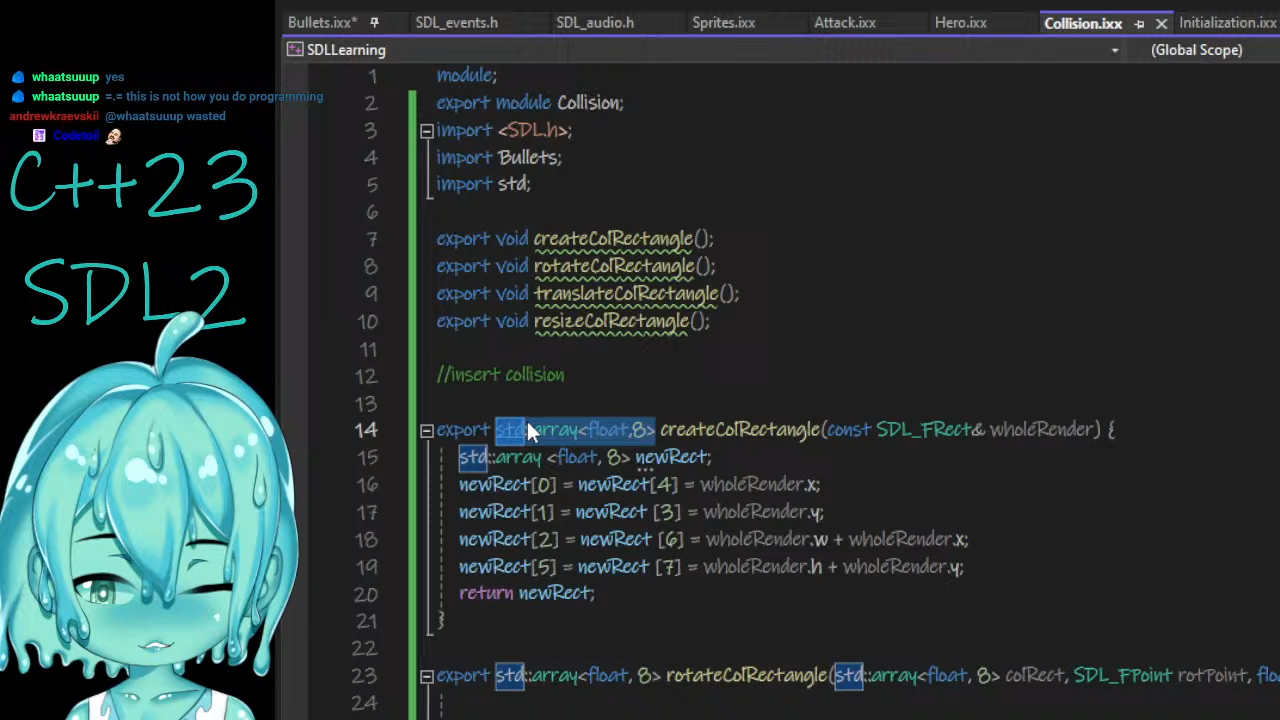 Bullets.ixx* SDL_events.h SDL_audio.h Sprites.ixx Attack.ixx Hero.ixx Collision.ixx Initialization.ixx
SDLLearning (Global Scope)
whaatsuuup yes
whaatsuuup =.= this is not how you do programming
andrewkraevskii @whaatsuuup wasted
Codetoil
C++23
SDL2
1 module;
2 export module Collision;
3 import <SDL.h>;
4 import Bullets;
5 import std;
6
7 export void createColRectangle();
8 export void rotateColRectangle();
9 export void translateColRectangle();
10 export void resizeColRectangle();
11
12 //insert collision
13
14 export std::array<float,8> createColRectangle(const SDL_FRect& wholeRender) {
15 std::array <float, 8> newRect;
16 newRect[0] = newRect[4] = wholeRender.x;
17 newRect[1] = newRect [3] = wholeRender.y;
18 newRect[2] = newRect [6] = wholeRender.w + wholeRender.x;
19 newRect[5] = newRect [7] = wholeRender.h + wholeRender.y;
20 return newRect;
21 }
22
23 export std::array<float, 8> rotateColRectangle(std::array<float, 8> colRect, SDL_FPoint rotPoint, flo
24